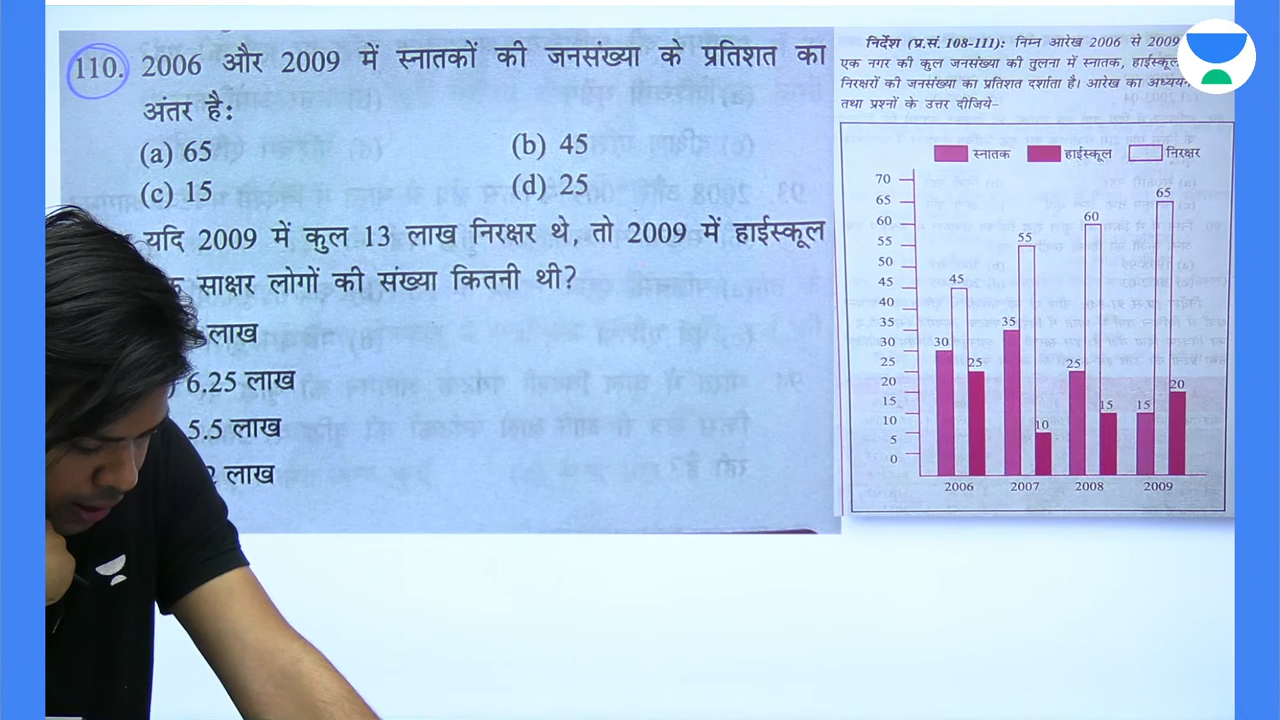 110. 2006 और 2009 में स्नातकों की जनसंख्या के प्रतिशत का
अंतर है:
(a) 65
(b) 45
(c) 15
(d) 25
यदि 2009 में कुल 13 लाख निरक्षर थे, तो 2009 में हाईस्कूल
साक्षर लोगों की संख्या कितनी थी?
लाख
6.25 लाख
5.5 लाख
लाख
निर्देश (प्र.सं. 108-111): निम्न आरेख 2006 से 2009
एक नगर की कुल जनसंख्या की तुलना में स्नातक, हाईस्कूल
निरक्षरों की जनसंख्या का प्रतिशत दर्शाता है। आरेख का
तथा प्रश्नों के उत्तर दीजिये–
स्नातक हाईस्कूल निरक्षर
70
65
60
55
50
45
40
35
30
25
20
15
10
5
0
30 45 25
35 55 10
25 60 15
15 65 20
2006 2007 2008 2009